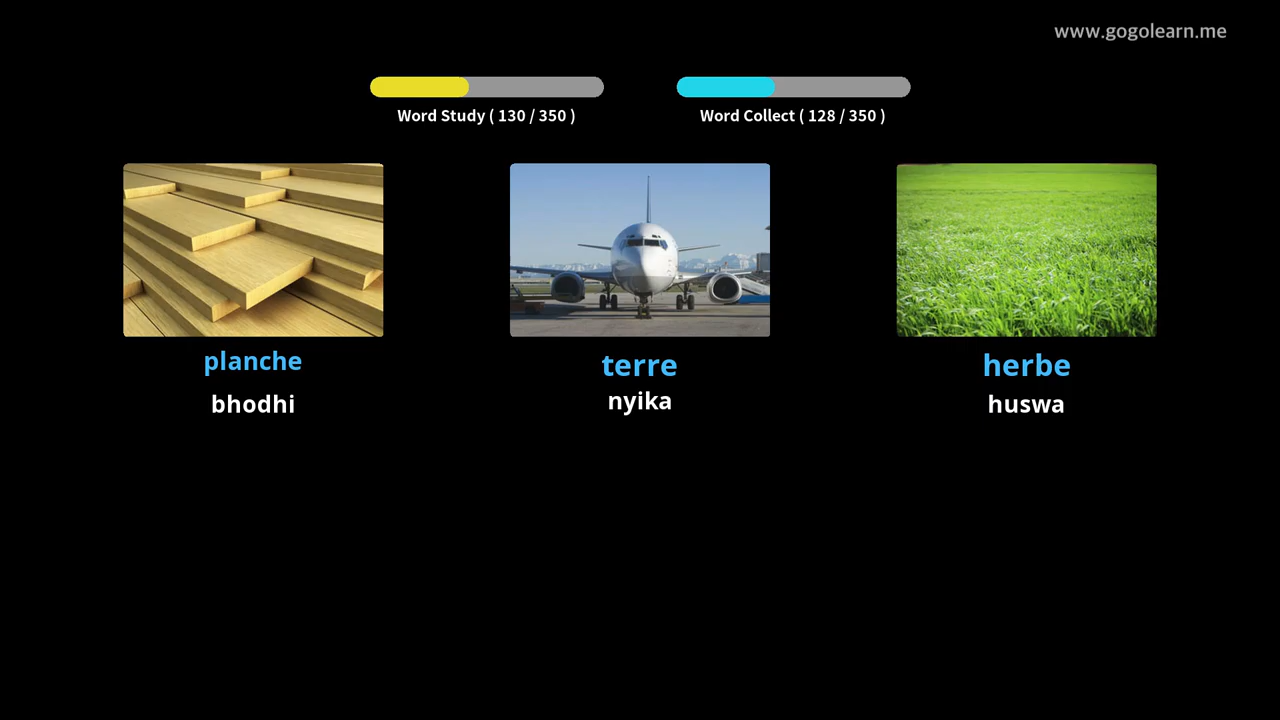 www.gogolearn.me
Word Study ( 130 / 350 )
Word Collect ( 128 / 350 )
planche
terre
herbe
bhodhi
nyika
huswa